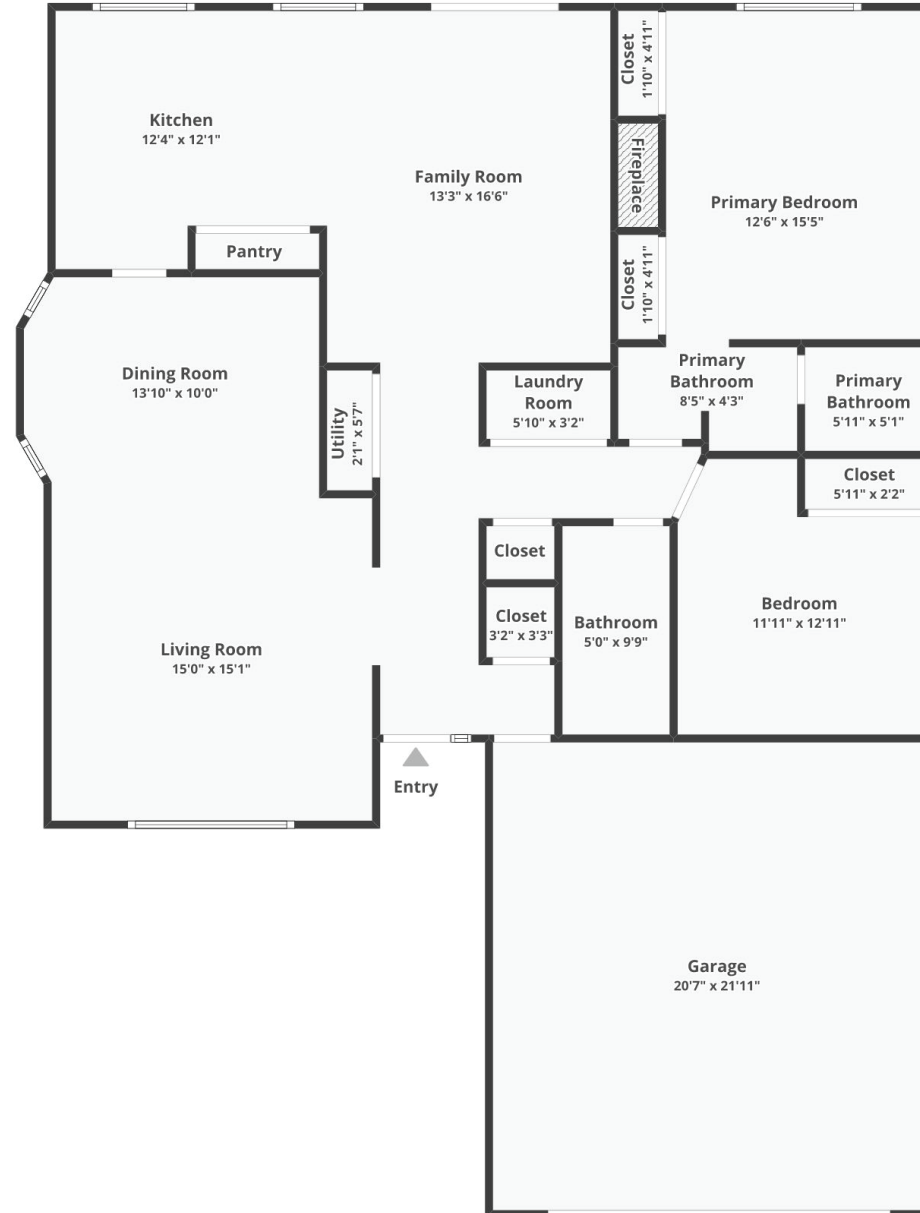 Kitchen
12'4" x 12'1"
Family Room
13'3" x 16'6"
Closet
1'10" x 4'11"
Fireplace
Closet
1'10" x 4'11"
Primary Bedroom
12'6" x 15'5"
Pantry
Dining Room
13'10" x 10'0"
Utility
2'1" x 5'7"
Laundry
Room
5'10" x 3'2"
Primary
Bathroom
8'5" x 4'3"
Primary
Bathroom
5'11" x 5'1"
Closet
5'11" x 2'2"
Closet
Closet
3'2" x 3'3"
Bathroom
5'0" x 9'9"
Bedroom
11'11" x 12'11"
Living Room
15'0" x 15'1"
Entry
Garage
20'7" x 21'11"